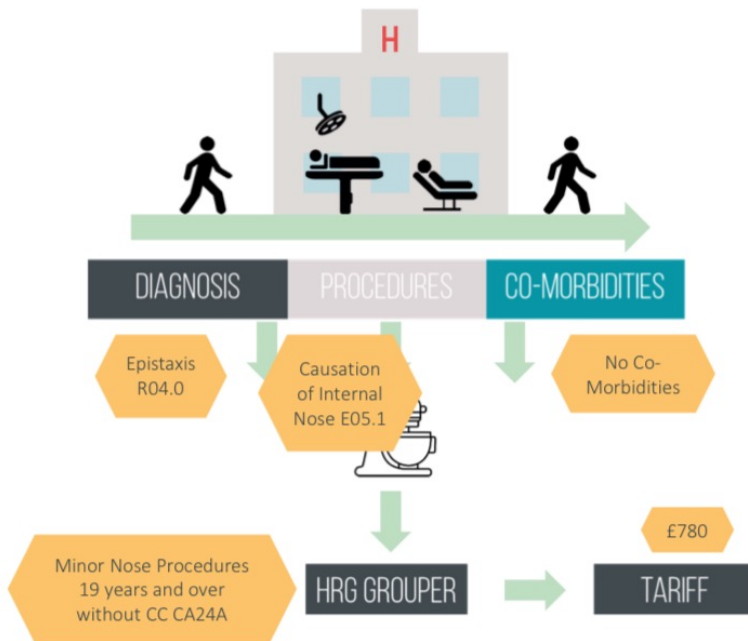 H
DIAGNOSIS
PROCEDURES
CO-MORBIDITIES
Epistaxis
R04.0
Causation
of Internal
Nose E05.1
No Co-
Morbidities
£780
Minor Nose Procedures
19 years and over
without CC CA24A
HRG GROUPER
TARIFF